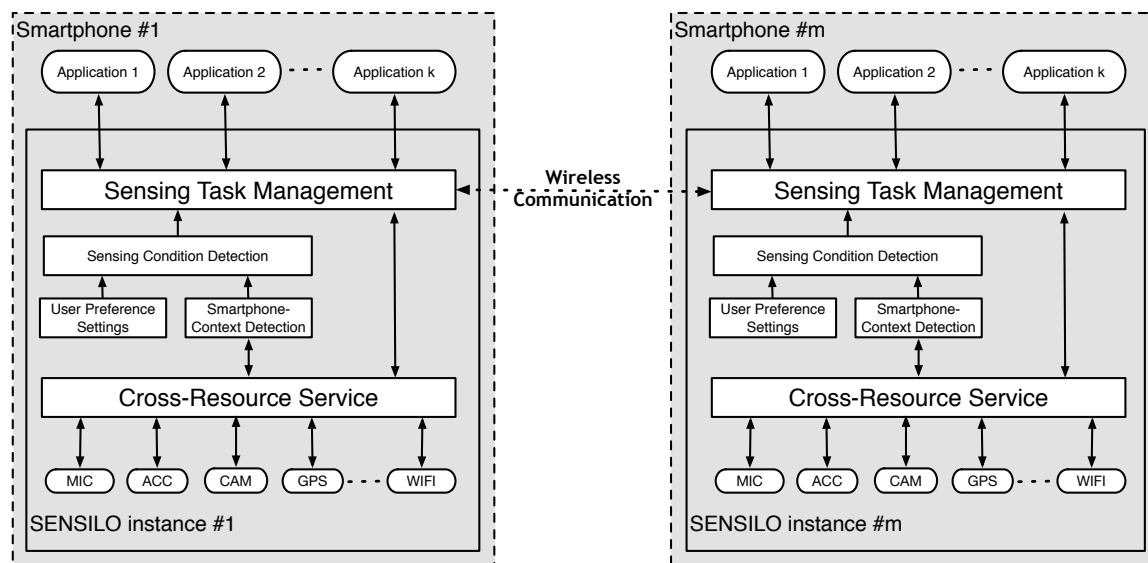 Smartphone #1
Application 1
Application 2
Application k
Sensing Task Management
Sensing Condition Detection
User Preference
Settings
Smartphone-
Context Detection
Cross-Resource Service
MIC
ACC
CAM
GPS
WIFI
SENSILO instance #1
Wireless
Communication
Smartphone #m
Application 1
Application 2
Application k
Sensing Task Management
Sensing Condition Detection
User Preference
Settings
Smartphone-
Context Detection
Cross-Resource Service
MIC
ACC
CAM
GPS
WIFI
SENSILO instance #m